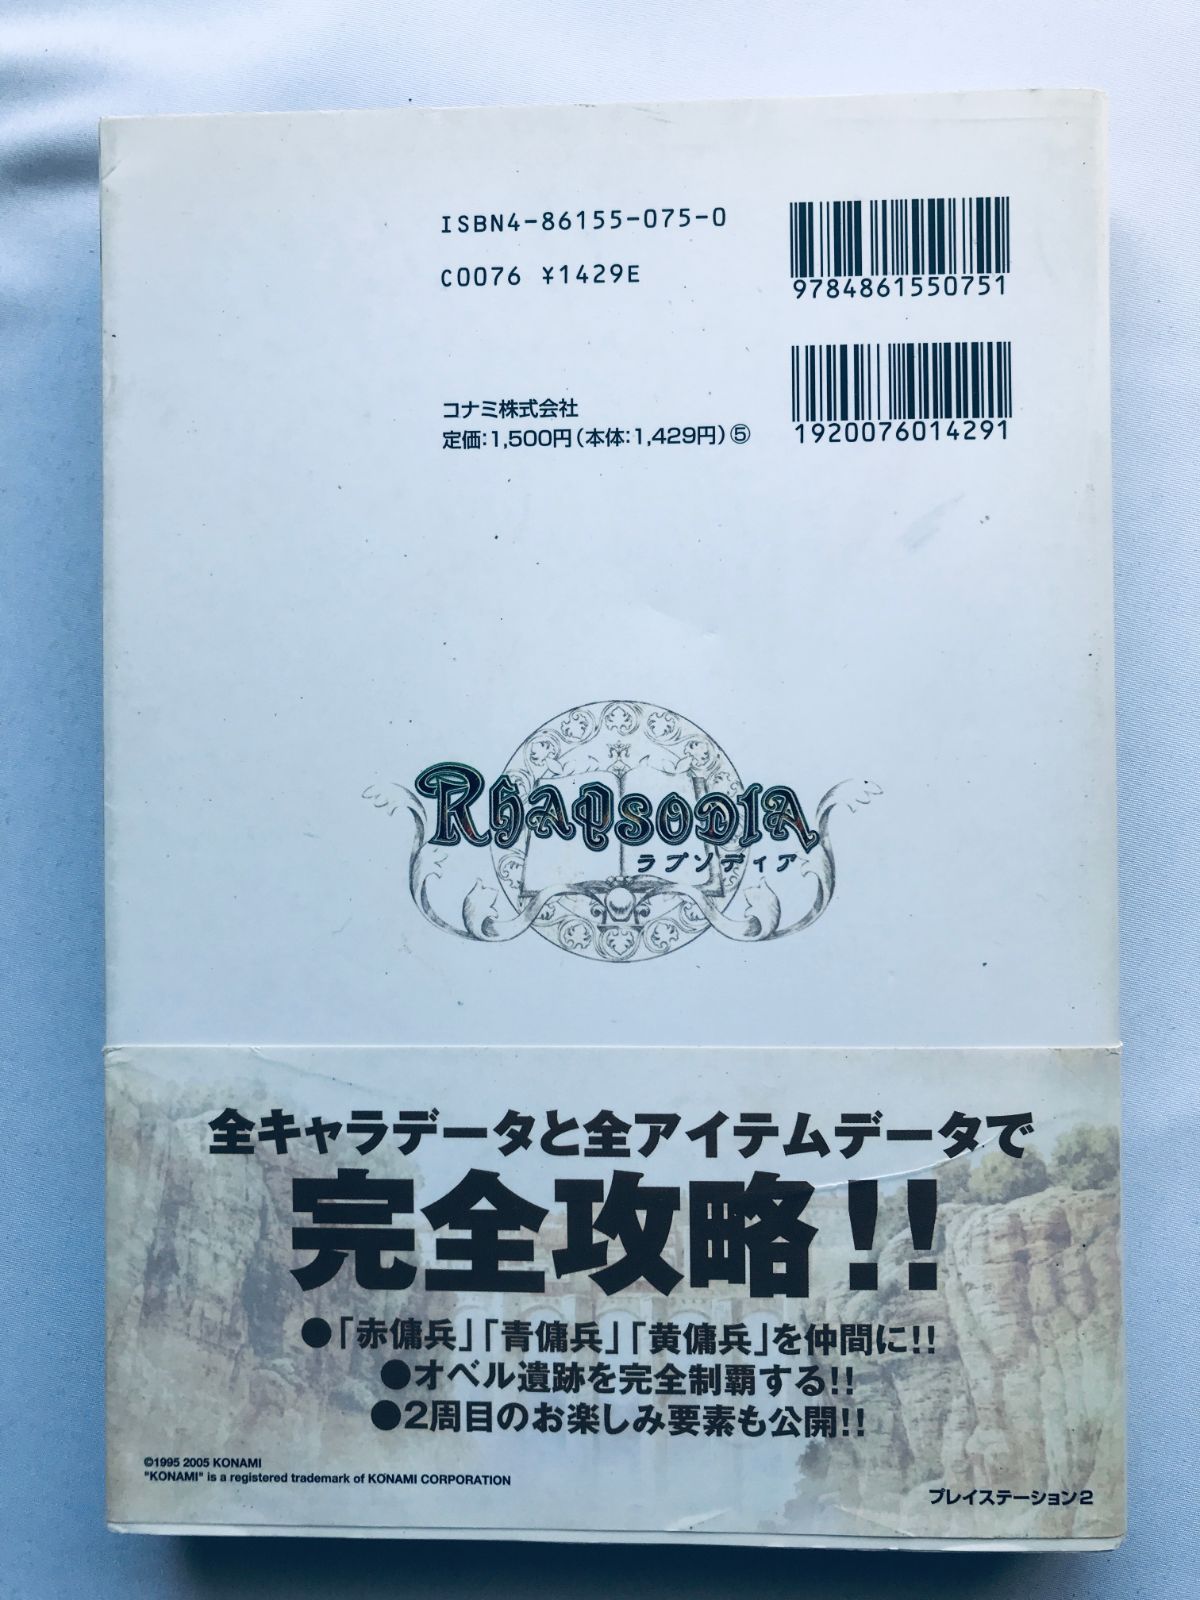 ISBN4-86155-075-0
C0076 ¥1429E
9784861550751
コナミ株式会社
定価:1,500円(本体:1,429円)⑤
1920076014291
RHAPSODIA
ラプソディア
全キャラデータと全アイテムデータで
完全攻略!!
●「赤傭兵」「青傭兵」「黄傭兵」を仲間に!!
●オベル遺跡を完全制覇する!!
●2周目のお楽しみ要素も公開!!
©1995 2005 KONAMI
"KONAMI" is a registered trademark of KONAMI CORPORATION
プレイステーション2